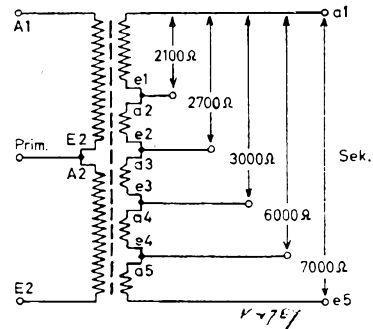 A1 a1
2100Ω
e1
a2
2700Ω
E2 e2
Prim. a3
A2 3000Ω Sek.
e3
a4
6000Ω
e4
a5
7000Ω
E2 e5